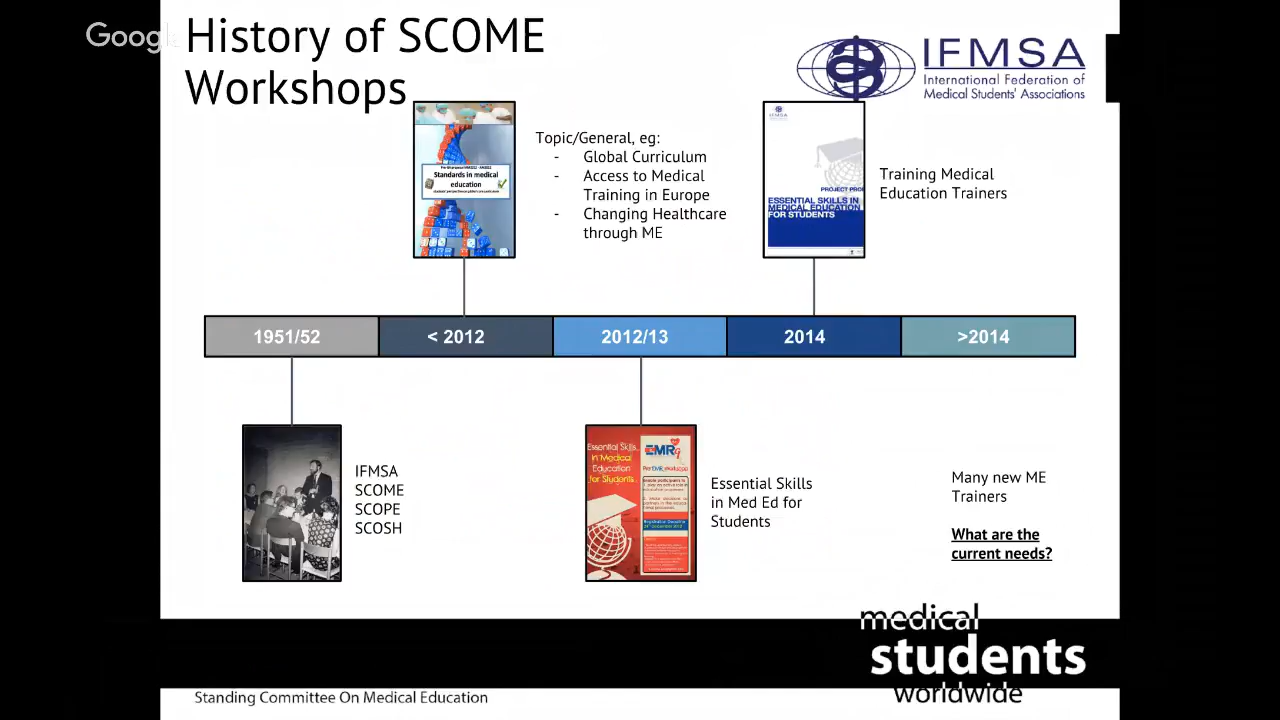 Google
History of SCOME
Workshops
IFMSA
International Federation of
Medical Students' Associations
Standards in medical
education
Topic/General, eg:
- Global Curriculum
- Access to Medical
Training in Europe
- Changing Healthcare
through ME
ESSENTIAL SKILLS IN
MEDICAL EDUCATION
FOR STUDENTS
Training Medical
Education Trainers
1951/52
< 2012
2012/13
2014
>2014
IFMSA
SCOME
SCOPE
SCOSH
Essential Skills
in Medical
Education
for Students
EMR
Essential Skills
in Med Ed for
Students
Many new ME
Trainers
What are the
current needs?
medical
students
worldwide
Standing Committee On Medical Education